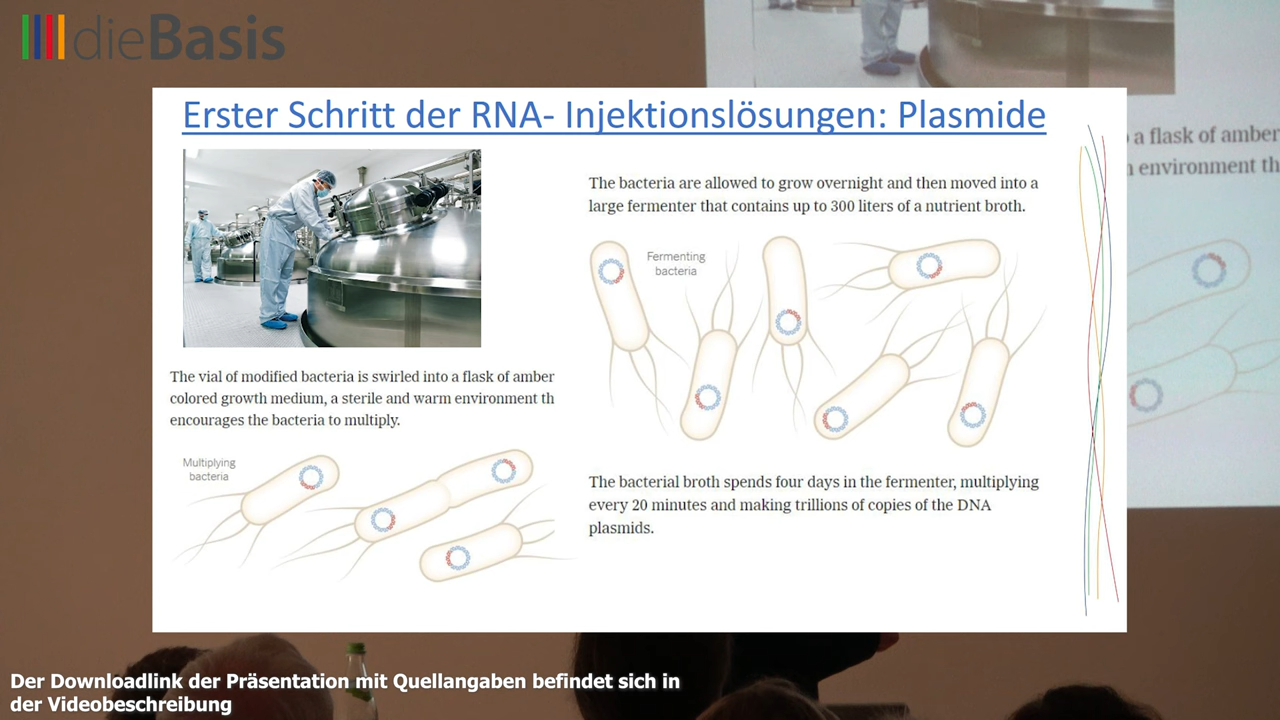 dieBasis
Erster Schritt der RNA- Injektionslösungen: Plasmide
a flask of amber
environment th
The bacteria are allowed to grow overnight and then moved into a
large fermenter that contains up to 300 liters of a nutrient broth.
Fermenting
bacteria
The vial of modified bacteria is swirled into a flask of amber
colored growth medium, a sterile and warm environment th
encourages the bacteria to multiply.
Multiplying
bacteria
The bacterial broth spends four days in the fermenter, multiplying
every 20 minutes and making trillions of copies of the DNA
plasmids.
Der Downloadlink der Präsentation mit Quellangaben befindet sich in
der Videobeschreibung